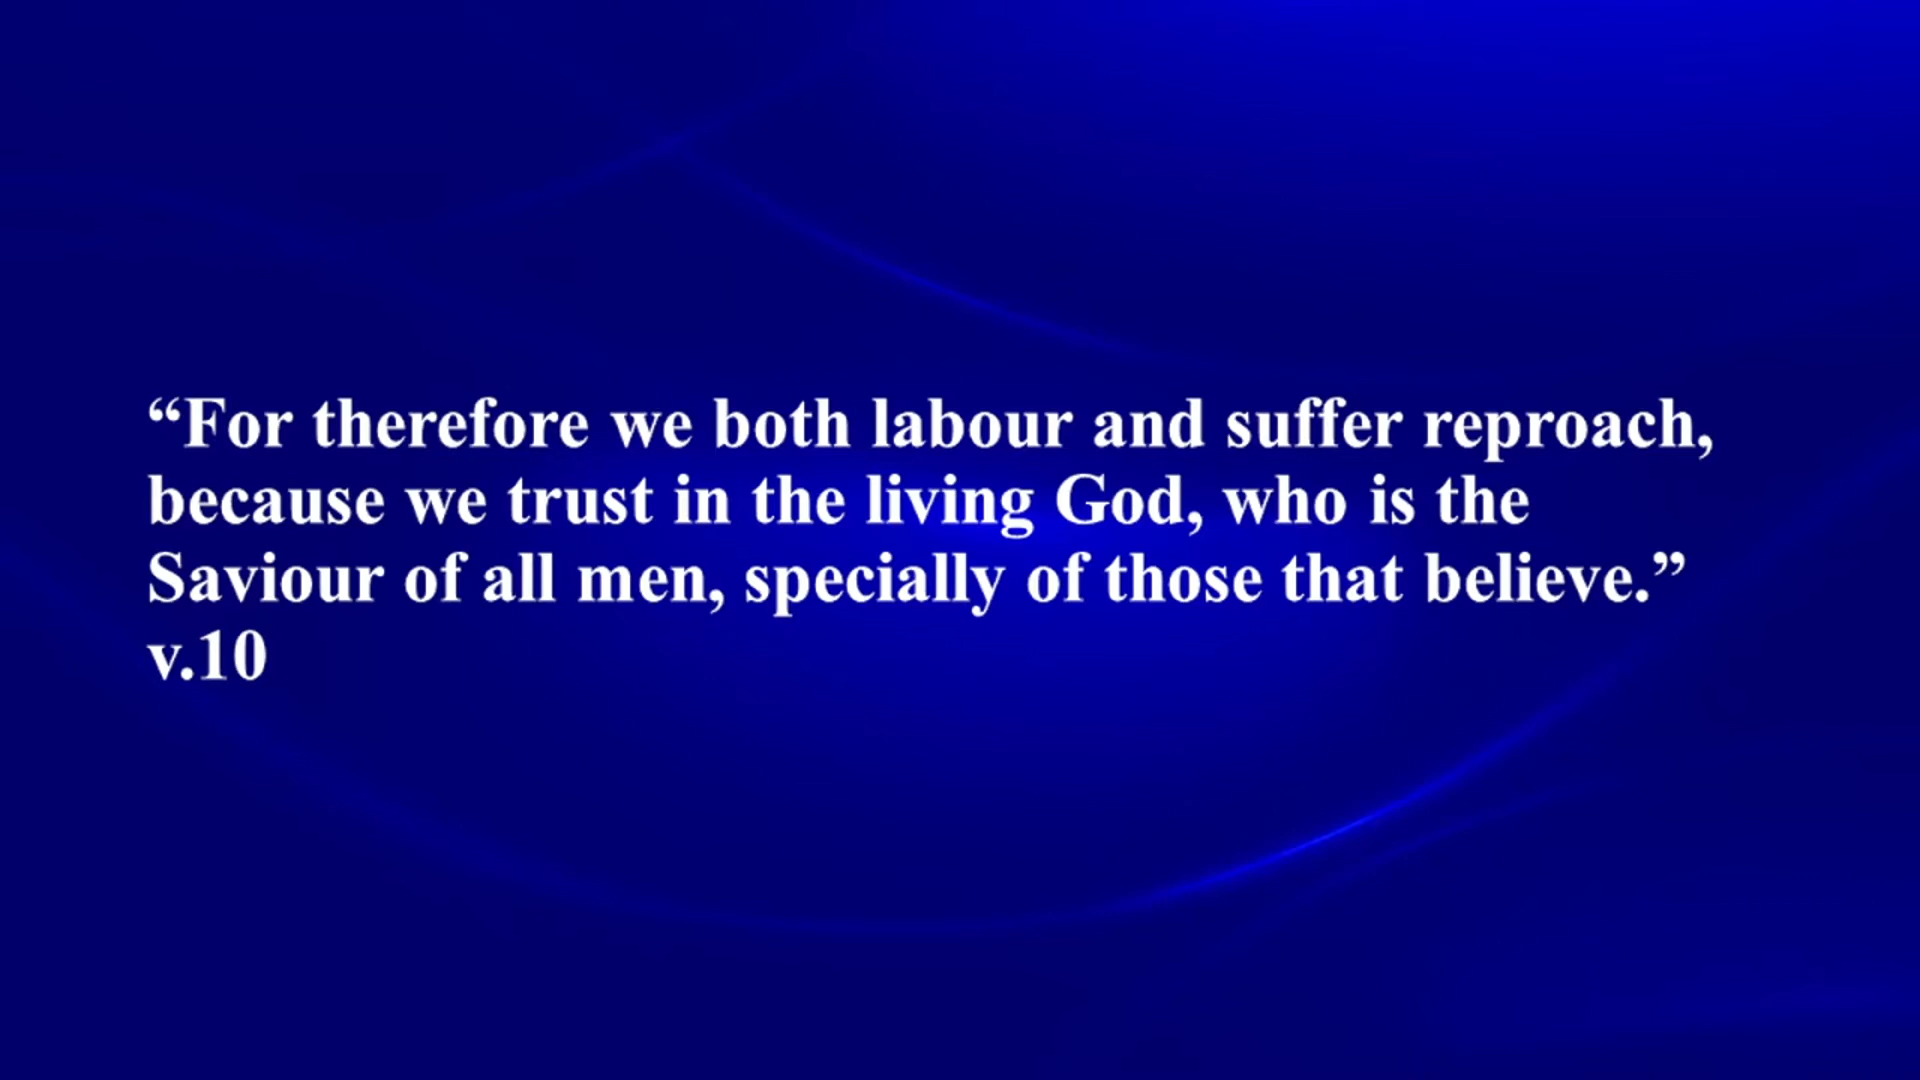 “For therefore we both labour and suffer reproach,
because we trust in the living God, who is the
Saviour of all men, specially of those that believe.”
v.10